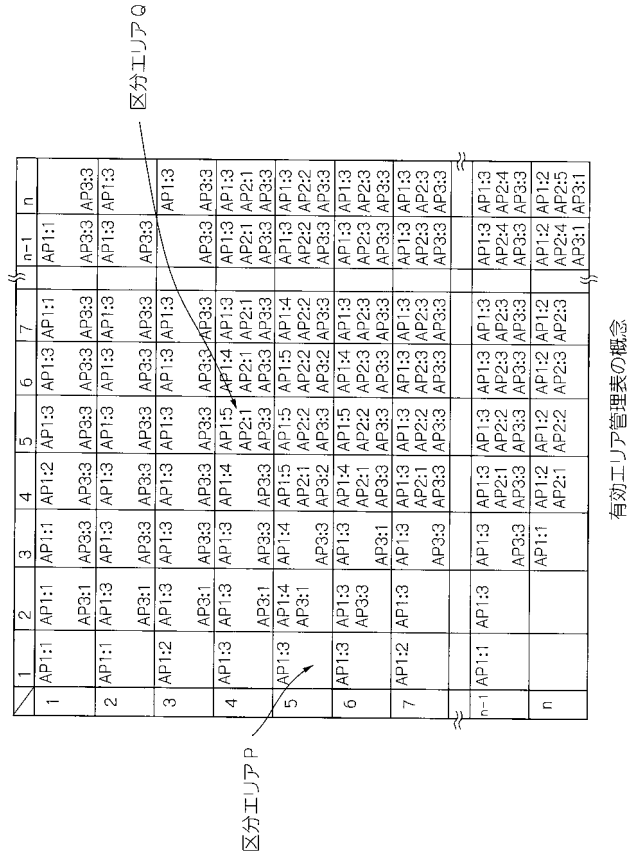 区分エリアQ
1 2 3 4 5 6 7 n-1 n
1 AP1:1 AP1:1 AP1:1 AP1:2 AP1:3 AP1:3 AP1:1 AP1:1
AP3:1 AP3:3 AP3:3 AP3:3 AP3:3 AP3:3 AP3:3 AP3:3
2 AP1:1 AP1:3 AP1:3 AP1:3 AP1:3 AP1:3 AP1:3 AP1:3 AP1:3
AP3:1 AP3:3 AP3:3 AP3:3 AP3:3 AP3:3 AP3:3
3 AP1:2 AP1:3 AP1:3 AP1:3 AP1:3 AP1:3 AP1:3 AP1:3
AP3:1 AP3:3 AP3:3 AP3:3 AP3:3 AP3:3 AP3:3 AP3:3
4 AP1:3 AP1:3 AP1:3 AP1:4 AP1:5 AP1:4 AP1:3 AP1:3 AP1:3
AP2:1 AP2:1 AP2:1 AP2:1 AP2:1
AP3:1 AP3:3 AP3:3 AP3:3 AP3:3 AP3:3 AP3:3 AP3:3
5 AP1:3 AP1:4 AP1:4 AP1:5 AP1:5 AP1:5 AP1:4 AP1:3 AP1:3
AP3:1 AP2:1 AP2:2 AP2:2 AP2:2 AP2:2 AP2:2
AP3:3 AP3:2 AP3:3 AP3:2 AP3:3 AP3:3 AP3:3
6 AP1:3 AP1:3 AP1:3 AP1:4 AP1:5 AP1:4 AP1:3 AP1:3 AP1:3
AP3:3 AP2:1 AP2:2 AP2:3 AP2:3 AP2:3 AP2:3
AP3:1 AP3:3 AP3:3 AP3:3 AP3:3 AP3:3 AP3:3
7 AP1:2 AP1:3 AP1:3 AP1:3 AP1:3 AP1:3 AP1:3 AP1:3 AP1:3
AP2:1 AP2:2 AP2:3 AP2:3 AP2:3 AP2:3
AP3:3 AP3:3 AP3:3 AP3:3 AP3:3 AP3:3 AP3:3
n-1 AP1:1 AP1:3 AP1:3 AP1:3 AP1:3 AP1:3 AP1:3 AP1:3 AP1:3
AP2:1 AP2:2 AP2:3 AP2:3 AP2:4 AP2:4
AP3:3 AP3:3 AP3:3 AP3:3 AP3:3 AP3:3 AP3:3
n AP1:1 AP1:2 AP1:2 AP1:2 AP1:2 AP1:2 AP1:2
AP2:1 AP2:2 AP2:3 AP2:3 AP2:4 AP2:5
AP3:1 AP3:1
区分エリアP
有効エリア管理表の概念